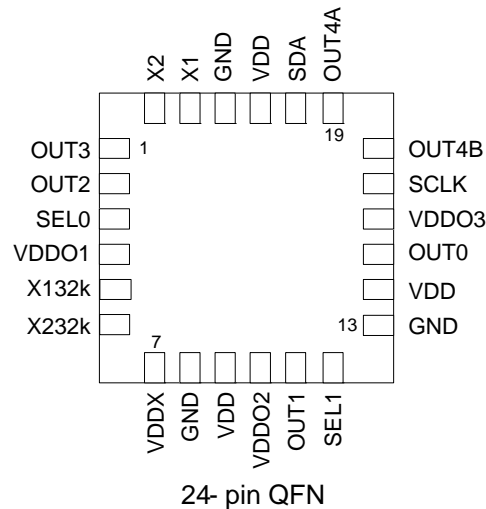 X2
X1
GND
VDD
SDA
OUT4A
19
OUT3
1
OUT4B
OUT2
SCLK
SEL0
VDDO3
VDDO1
OUT0
X132k
VDD
X232k
13
GND
7
VDDX
GND
VDD
VDDO2
OUT1
SEL1
24- pin QFN